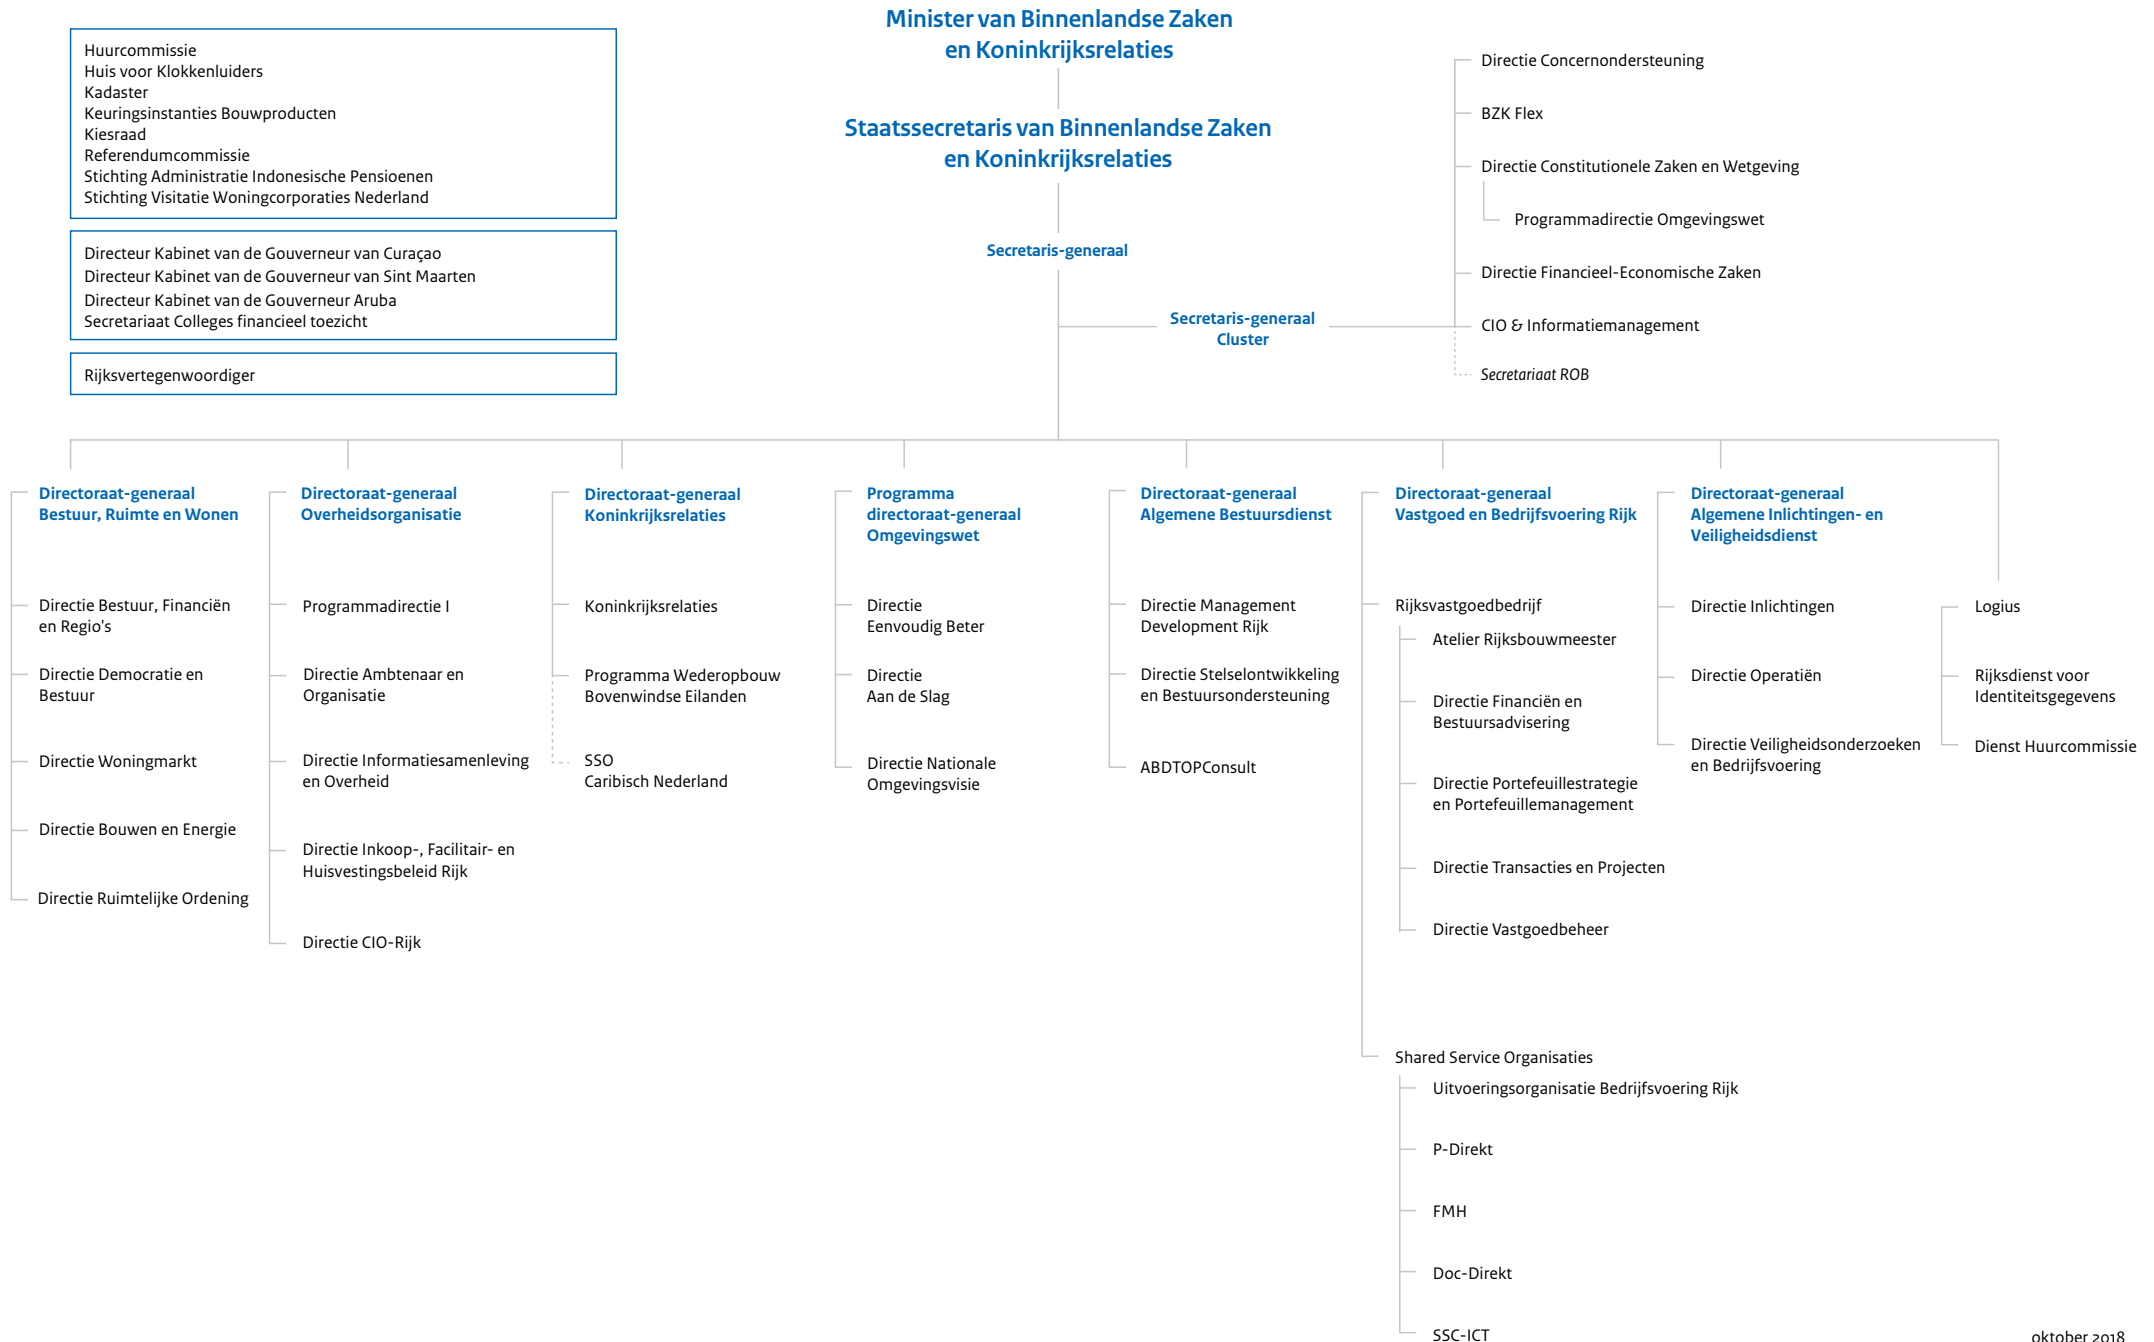 Minister van Binnenlandse Zaken
en Koninkrijksrelaties
Staatssecretaris van Binnenlandse Zaken
en Koninkrijksrelaties
Secretaris-generaal
Secretaris-generaal
Cluster
Huurcommissie
Huis voor Klokkenluiders
Kadaster
Keuringsinstanties Bouwproducten
Kiesraad
Referendumcommissie
Stichting Administratie Indonesische Pensioenen
Stichting Visitatie Woningcorporaties Nederland
Directeur Kabinet van de Gouverneur van Curaçao
Directeur Kabinet van de Gouverneur van Sint Maarten
Directeur Kabinet van de Gouverneur Aruba
Secretariaat Colleges financieel toezicht
Rijksvertegenwoordiger
Directie Concernondersteuning
BZK Flex
Directie Constitutionele Zaken en Wetgeving
Programmadirectie Omgevingswet
Directie Financieel-Economische Zaken
CIO & Informatiemanagement
Secretariaat ROB
Directoraat-generaal
Bestuur, Ruimte en Wonen
Directie Bestuur, Financiën
en Regio's
Directie Democratie en
Bestuur
Directie Woningmarkt
Directie Bouwen en Energie
Directie Ruimtelijke Ordening
Directoraat-generaal
Overheidsorganisatie
Programmadirectie I
Directie Ambtenaar en
Organisatie
Directie Informatiesamenleving
en Overheid
Directie Inkoop-, Facilitair- en
Huisvestingsbeleid Rijk
Directie CIO-Rijk
Directoraat-generaal
Koninkrijksrelaties
Koninkrijksrelaties
Programma Wederopbouw
Bovenwindse Eilanden
SSO
Caribisch Nederland
Programma
directoraat-generaal
Omgevingswet
Directie
Eenvoudig Beter
Directie
Aan de Slag
Directie Nationale
Omgevingsvisie
Directoraat-generaal
Algemene Bestuursdienst
Directie Management
Development Rijk
Directie Stelselontwikkeling
en Bestuursondersteuning
ABDTOPConsult
Directoraat-generaal
Vastgoed en Bedrijfsvoering Rijk
Rijksvastgoedbedrijf
Atelier Rijksbouwmeester
Directie Financiën en
Bestuursadvisering
Directie Portefeuillestrategie
en Portefeuillemanagement
Directie Transacties en Projecten
Directie Vastgoedbeheer
Shared Service Organisaties
Uitvoeringsorganisatie Bedrijfsvoering Rijk
P-Direkt
FMH
Doc-Direkt
SSC-ICT
Directoraat-generaal
Algemene Inlichtingen- en
Veiligheidsdienst
Directie Inlichtingen
Directie Operatiën
Directie Veiligheidsonderzoeken
en Bedrijfsvoering
Logius
Rijksdienst voor
Identiteitsgegevens
Dienst Huurcommissie
oktober 2018